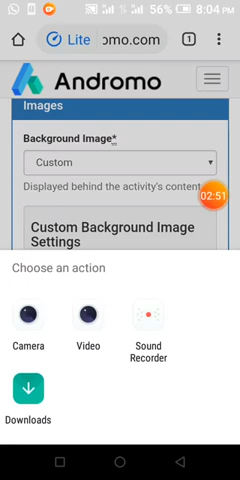 56% 8:04 PM
Lite omo.com 1
Andromo
Images
Background Image*
Custom
Displayed behind the activity's content
02:51
Custom Background Image
Settings
Choose an action
Camera Video Sound
Recorder
Downloads